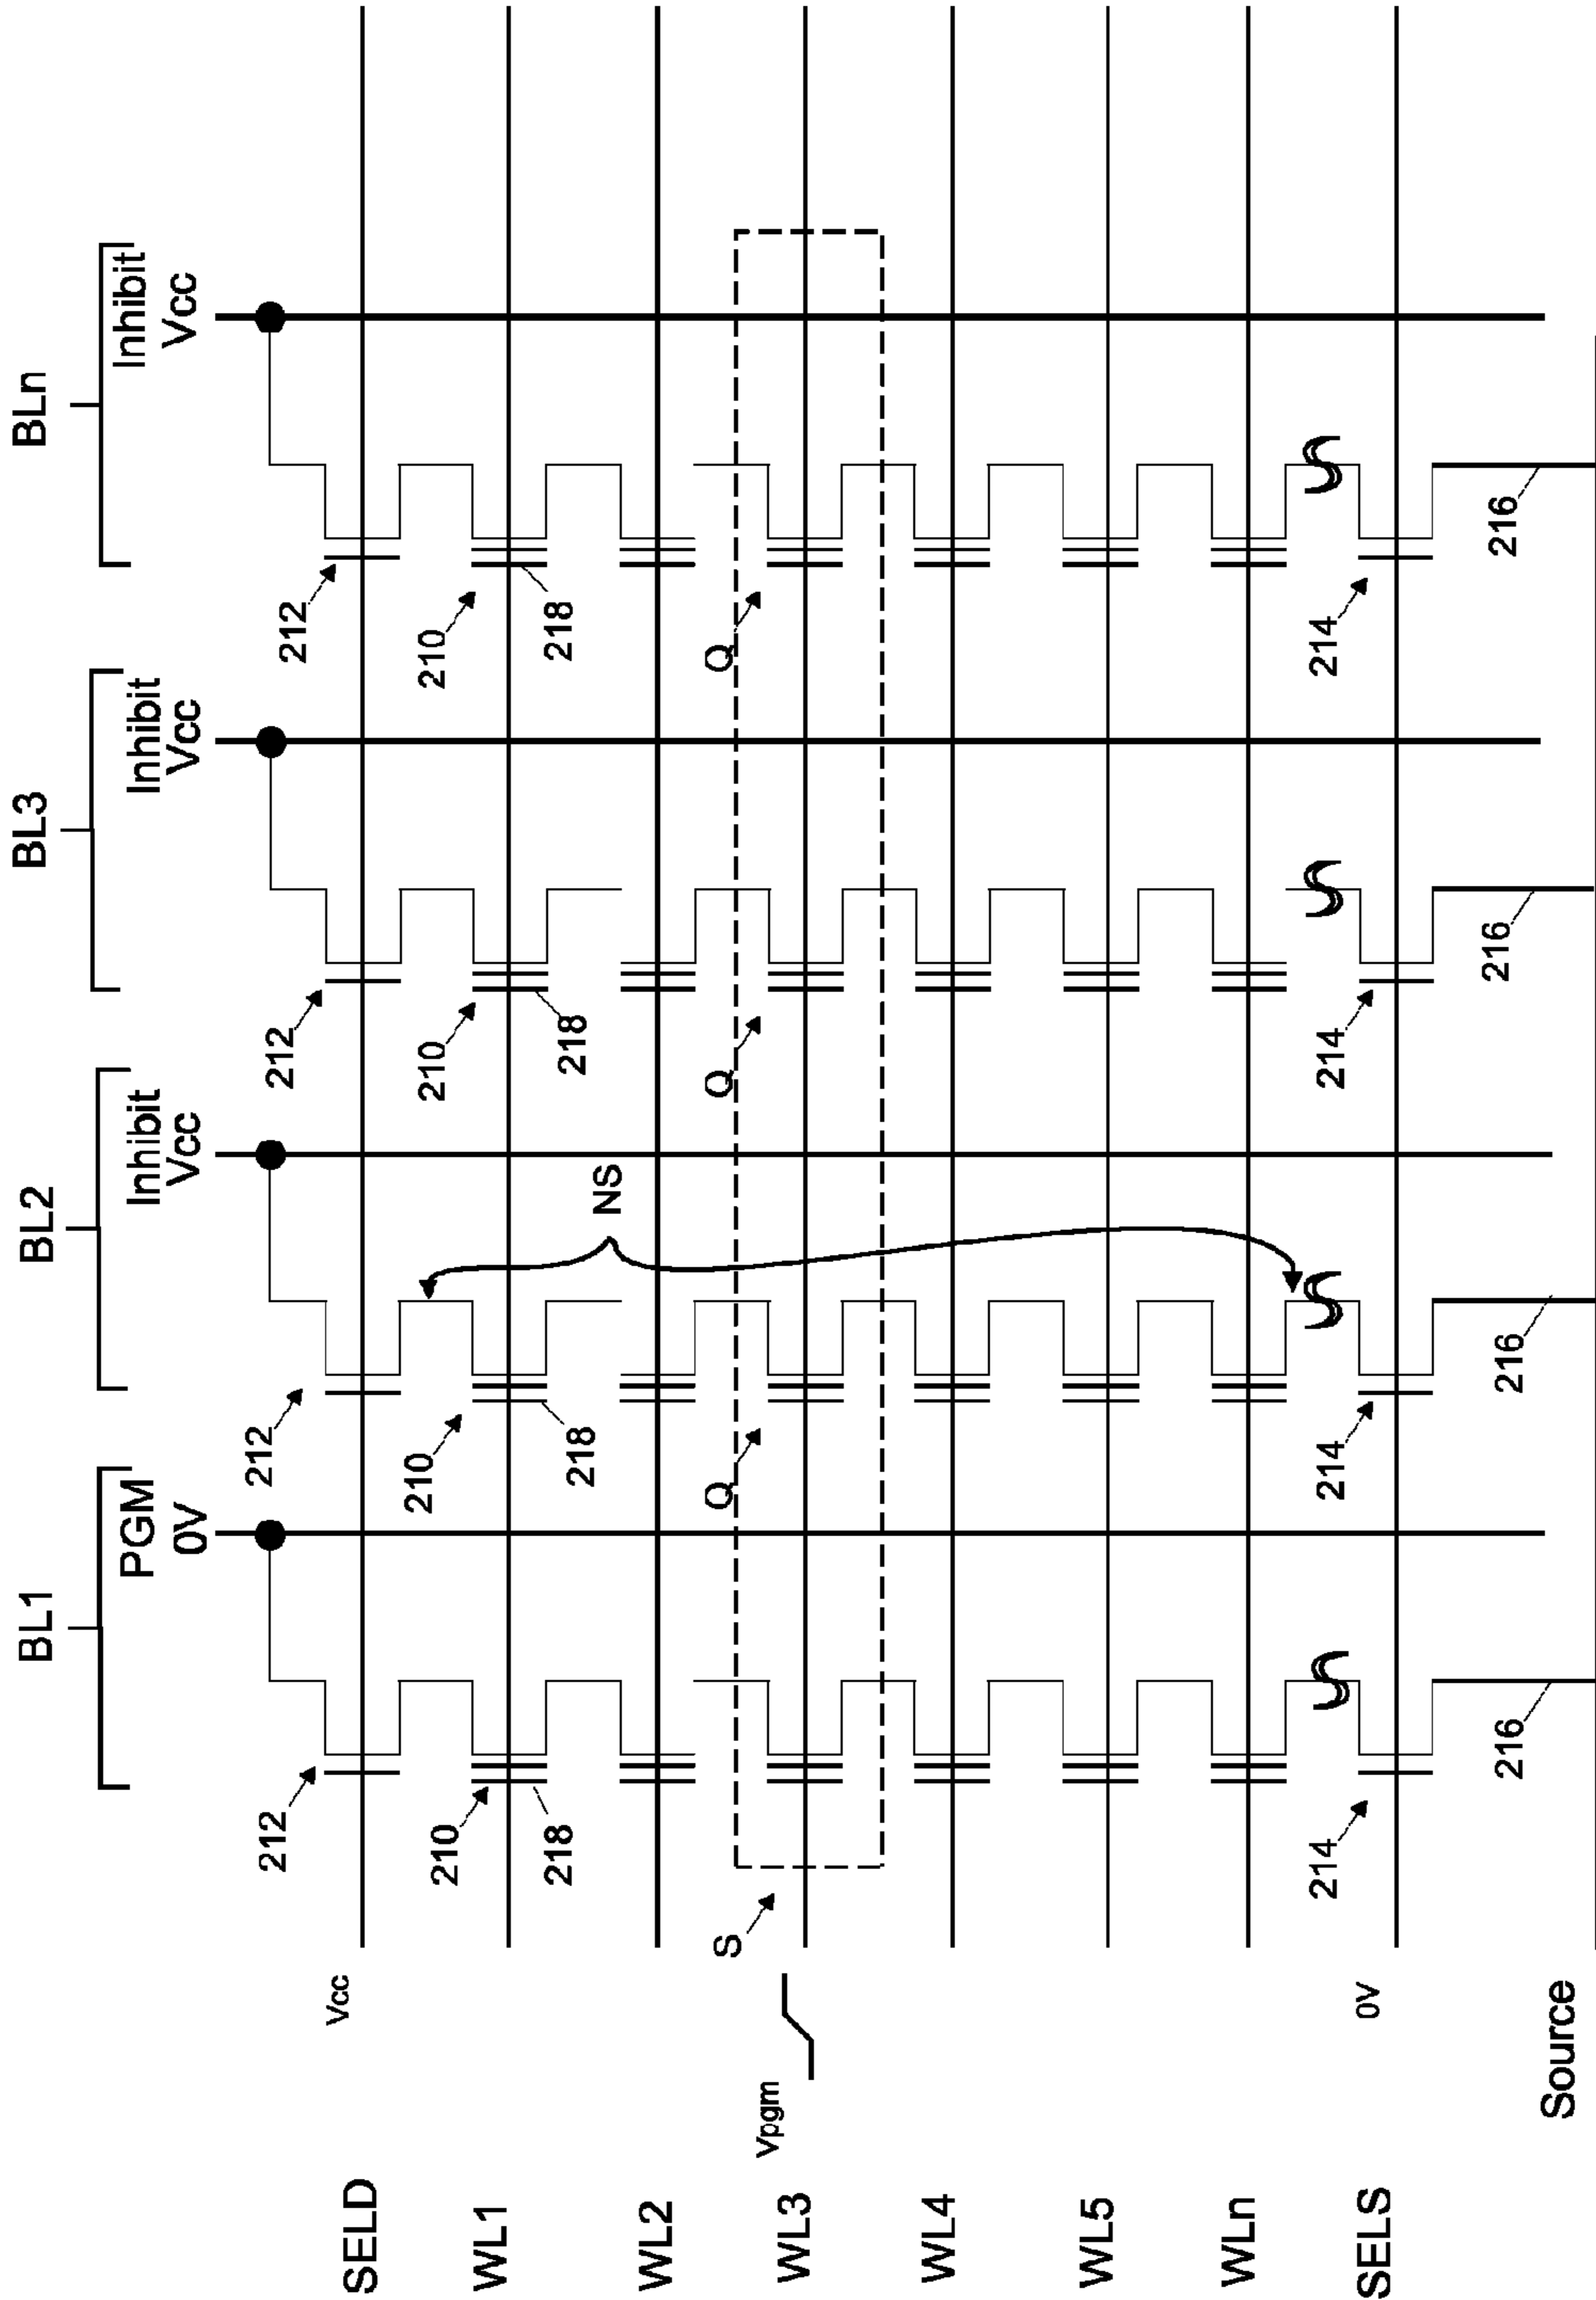 BL1
BL2
BL3
BLn
PGM
Inhibit
Inhibit
Inhibit
0V
Vcc
Vcc
Vcc
SELD
Vcc
212
212
212
212
WL1
210
210
210
210
218
218
218
218
NS
WL2
S
Q
Q
Q
WL3
Vpgm
WL4
WL5
WLn
SELS
0V
214
214
214
214
216
216
216
216
Source